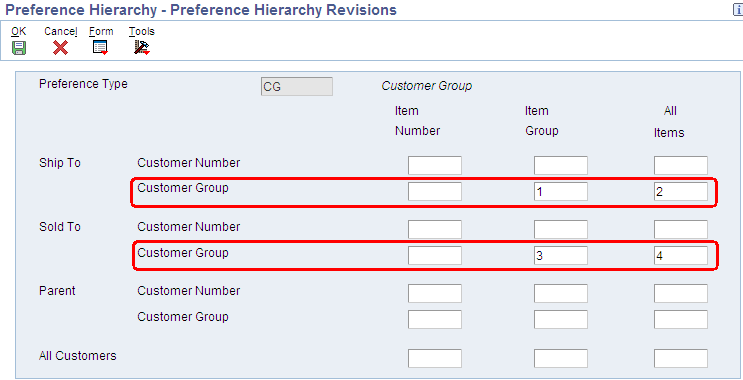 Preference Hierarchy - Preference Hierarchy Revisions
OK Cancel Form Tools
Preference Type CG Customer Group
Item Item All
Number Group Items
Ship To Customer Number
Customer Group 1 2
Sold To Customer Number
Customer Group 3 4
Parent Customer Number
Customer Group
All Customers